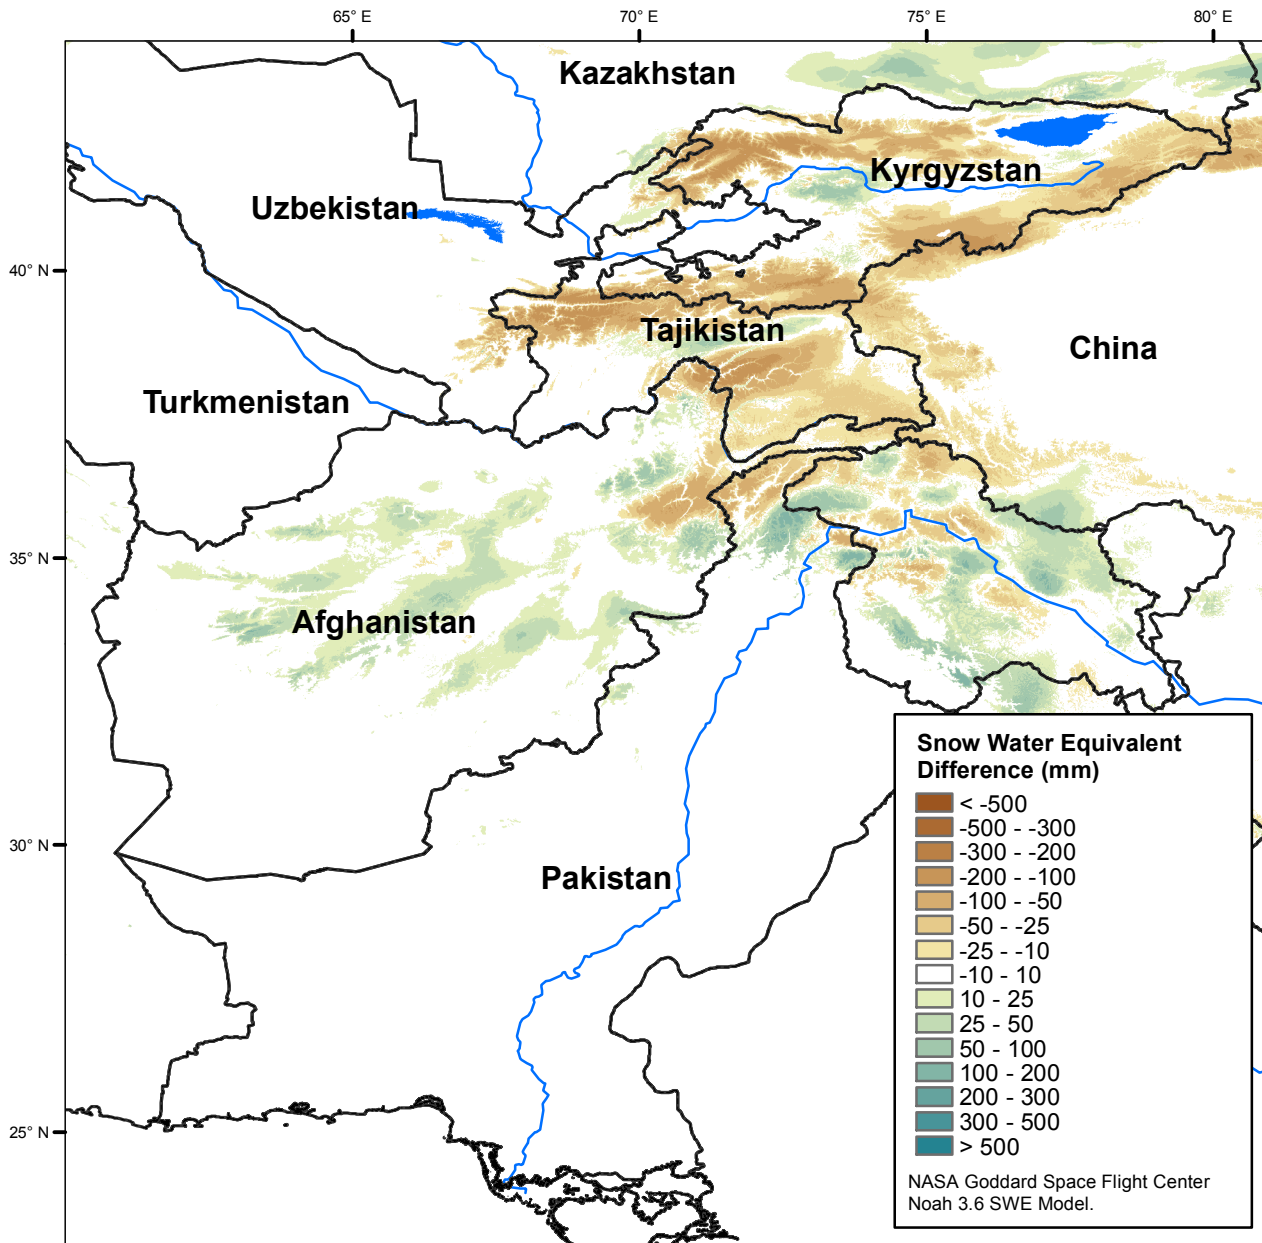 65° E
70° E
75° E
80° E
Kazakhstan
Kyrgyzstan
Uzbekistan
40° N
Tajikistan
China
Turkmenistan
35° N
Afghanistan
Snow Water Equivalent
Difference (mm)
< -500
-500 - -300
-300 - -200
-200 - -100
-100 - -50
-50 - -25
-25 - -10
-10 - 10
10 - 25
25 - 50
50 - 100
100 - 200
200 - 300
300 - 500
> 500
NASA Goddard Space Flight Center
Noah 3.6 SWE Model.
30° N
Pakistan
25° N